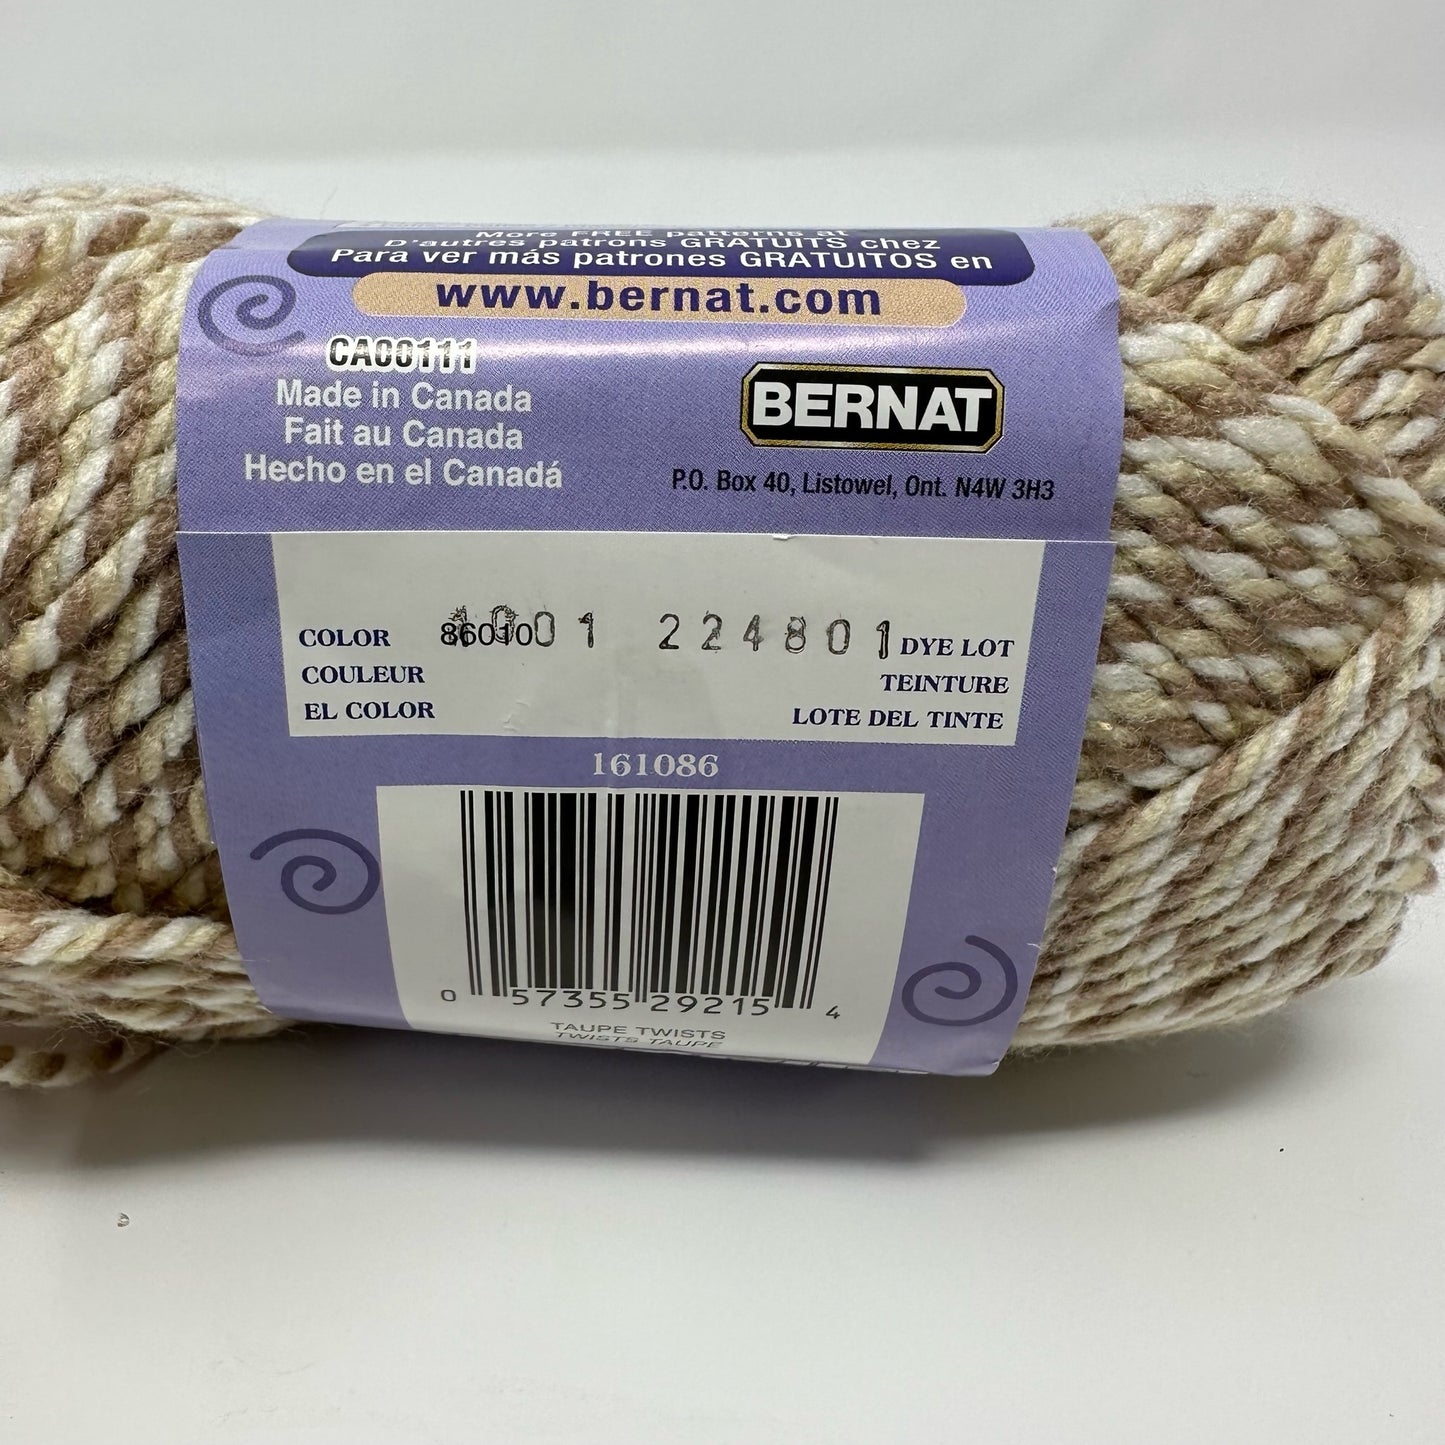 More FREE patterns at
D'autres patrons GRATUITS chez
Para ver más patrones GRATUITOS en
www.bernat.com
CA00111
Made in Canada
Fait au Canada
Hecho en el Canadá
BERNAT
P.O. Box 40, Listowel, Ont. N4W 3H3
COLOR 86010 224801 DYE LOT
COULEUR TEINTURE
EL COLOR LOTE DEL TINTE
161086
0 57355 29215 4
TAUPE TWISTS
TWISTS TAUPE